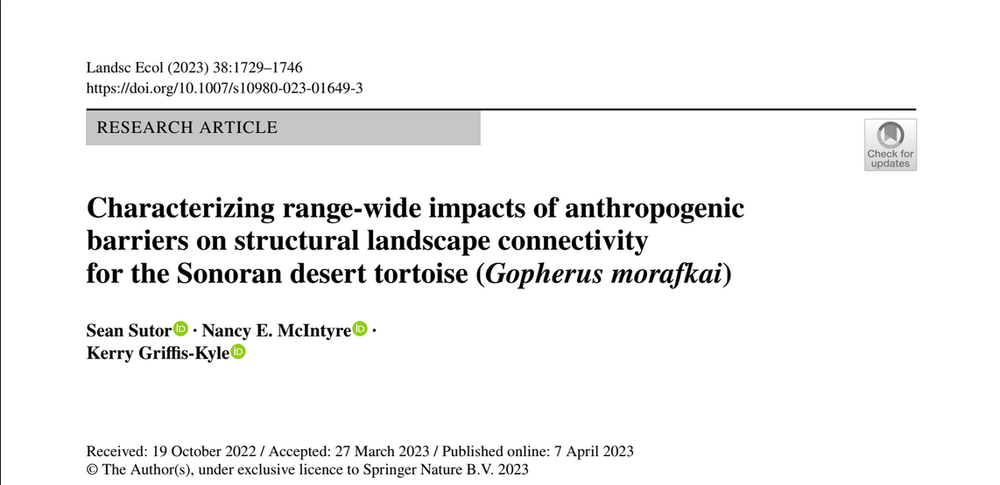 Landsc Ecol (2023) 38:1729–1746
https://doi.org/10.1007/s10980-023-01649-3
RESEARCH ARTICLE
Check for
updates
Characterizing range-wide impacts of anthropogenic
barriers on structural landscape connectivity
for the Sonoran desert tortoise (Gopherus morafkai)
Sean Sutor iD · Nancy E. McIntyre iD ·
Kerry Griffis-Kyle iD
Received: 19 October 2022 / Accepted: 27 March 2023 / Published online: 7 April 2023
© The Author(s), under exclusive licence to Springer Nature B.V. 2023